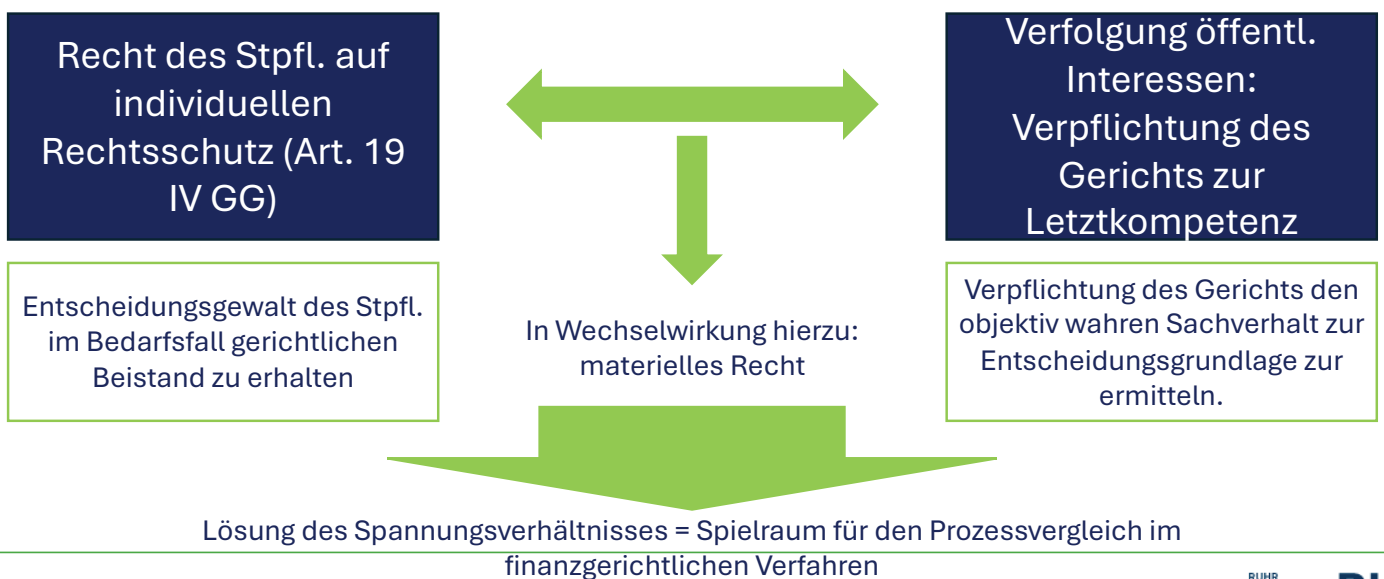 Recht des Stpfl. auf
individuellen
Rechtsschutz (Art. 19
IV GG)
Verfolgung öffentl.
Interessen:
Verpflichtung des
Gerichts zur
Letztkompetenz
Entscheidungsgewalt des Stpfl.
im Bedarfsfall gerichtlichen
Beistand zu erhalten
In Wechselwirkung hierzu:
materielles Recht
Verpflichtung des Gerichts den
objektiv wahren Sachverhalt zur
Entscheidungsgrundlage zur
ermitteln.
Lösung des Spannungsverhältnisses = Spielraum für den Prozessvergleich im
finanzgerichtlichen Verfahren
RUHR